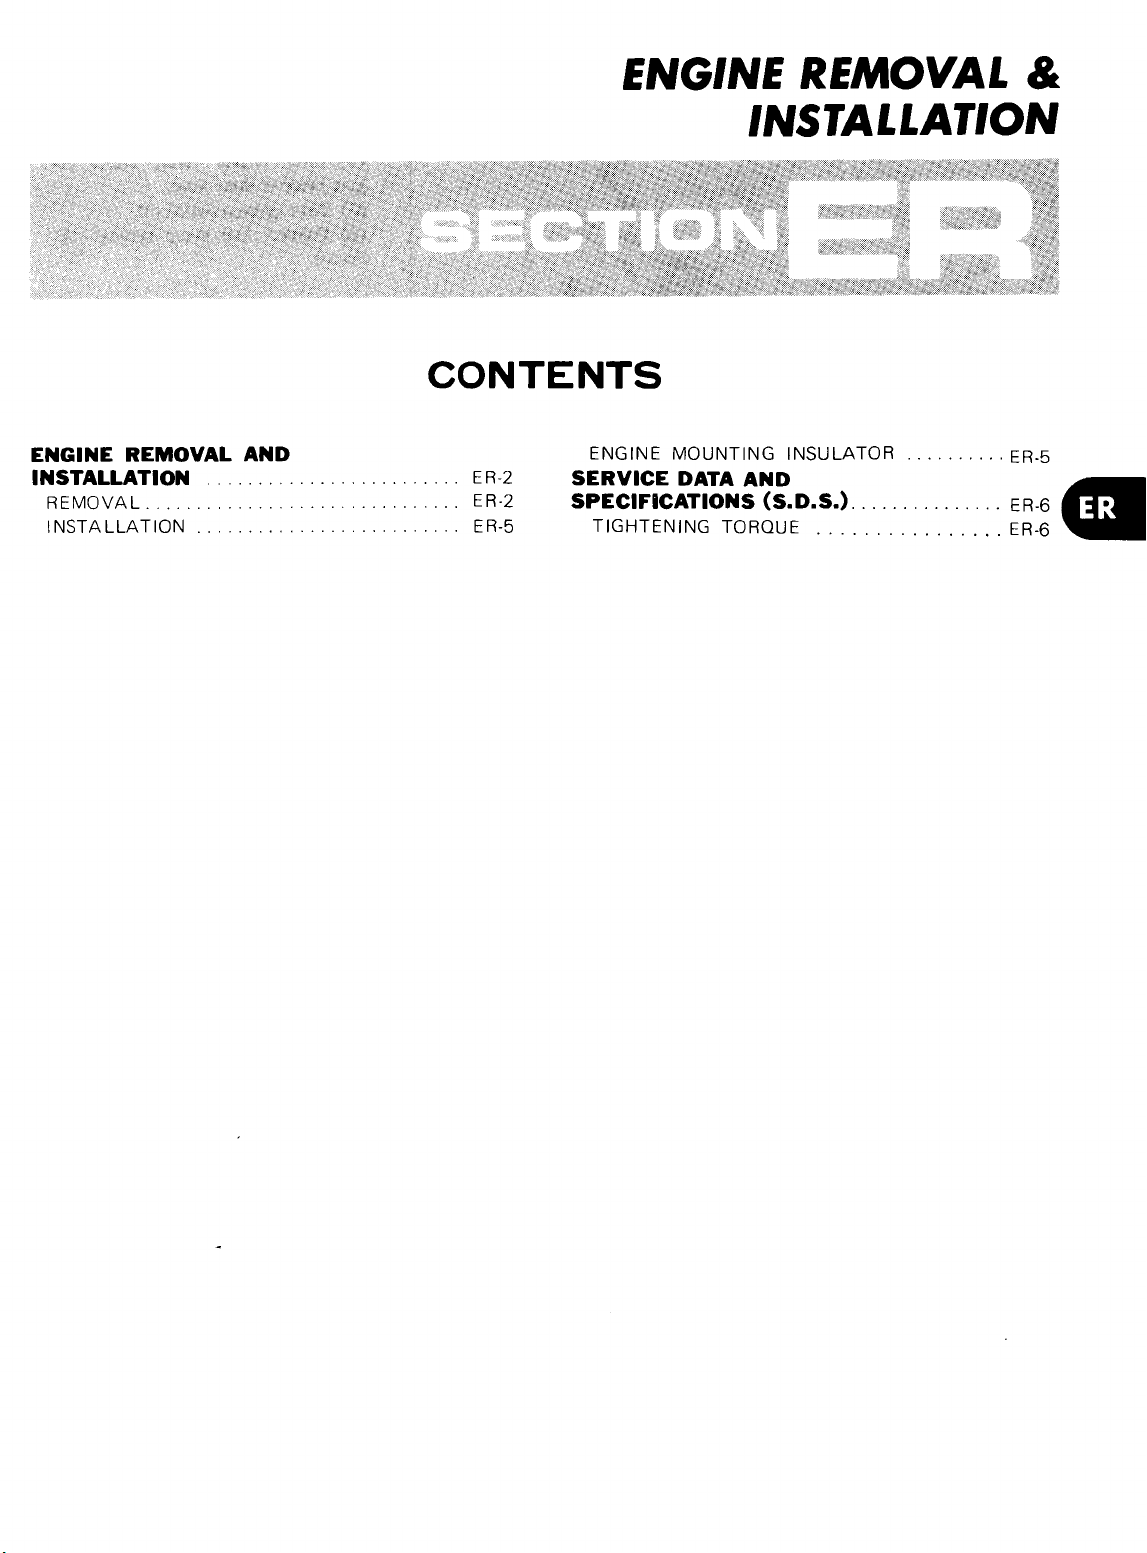 ENGINE REMOVAL &
INSTALLATION
SECTION ER
CONTENTS
ENGINE REMOVAL AND
INSTALLATION .......................... ER-2
REMOVAL............................... ER-2
INSTALLATION .......................... ER-5
ENGINE MOUNTING INSULATOR .......... ER-5
SERVICE DATA AND
SPECIFICATIONS (S.D.S.)............... ER-6
TIGHTENING TORQUE ................ ER-6
ER